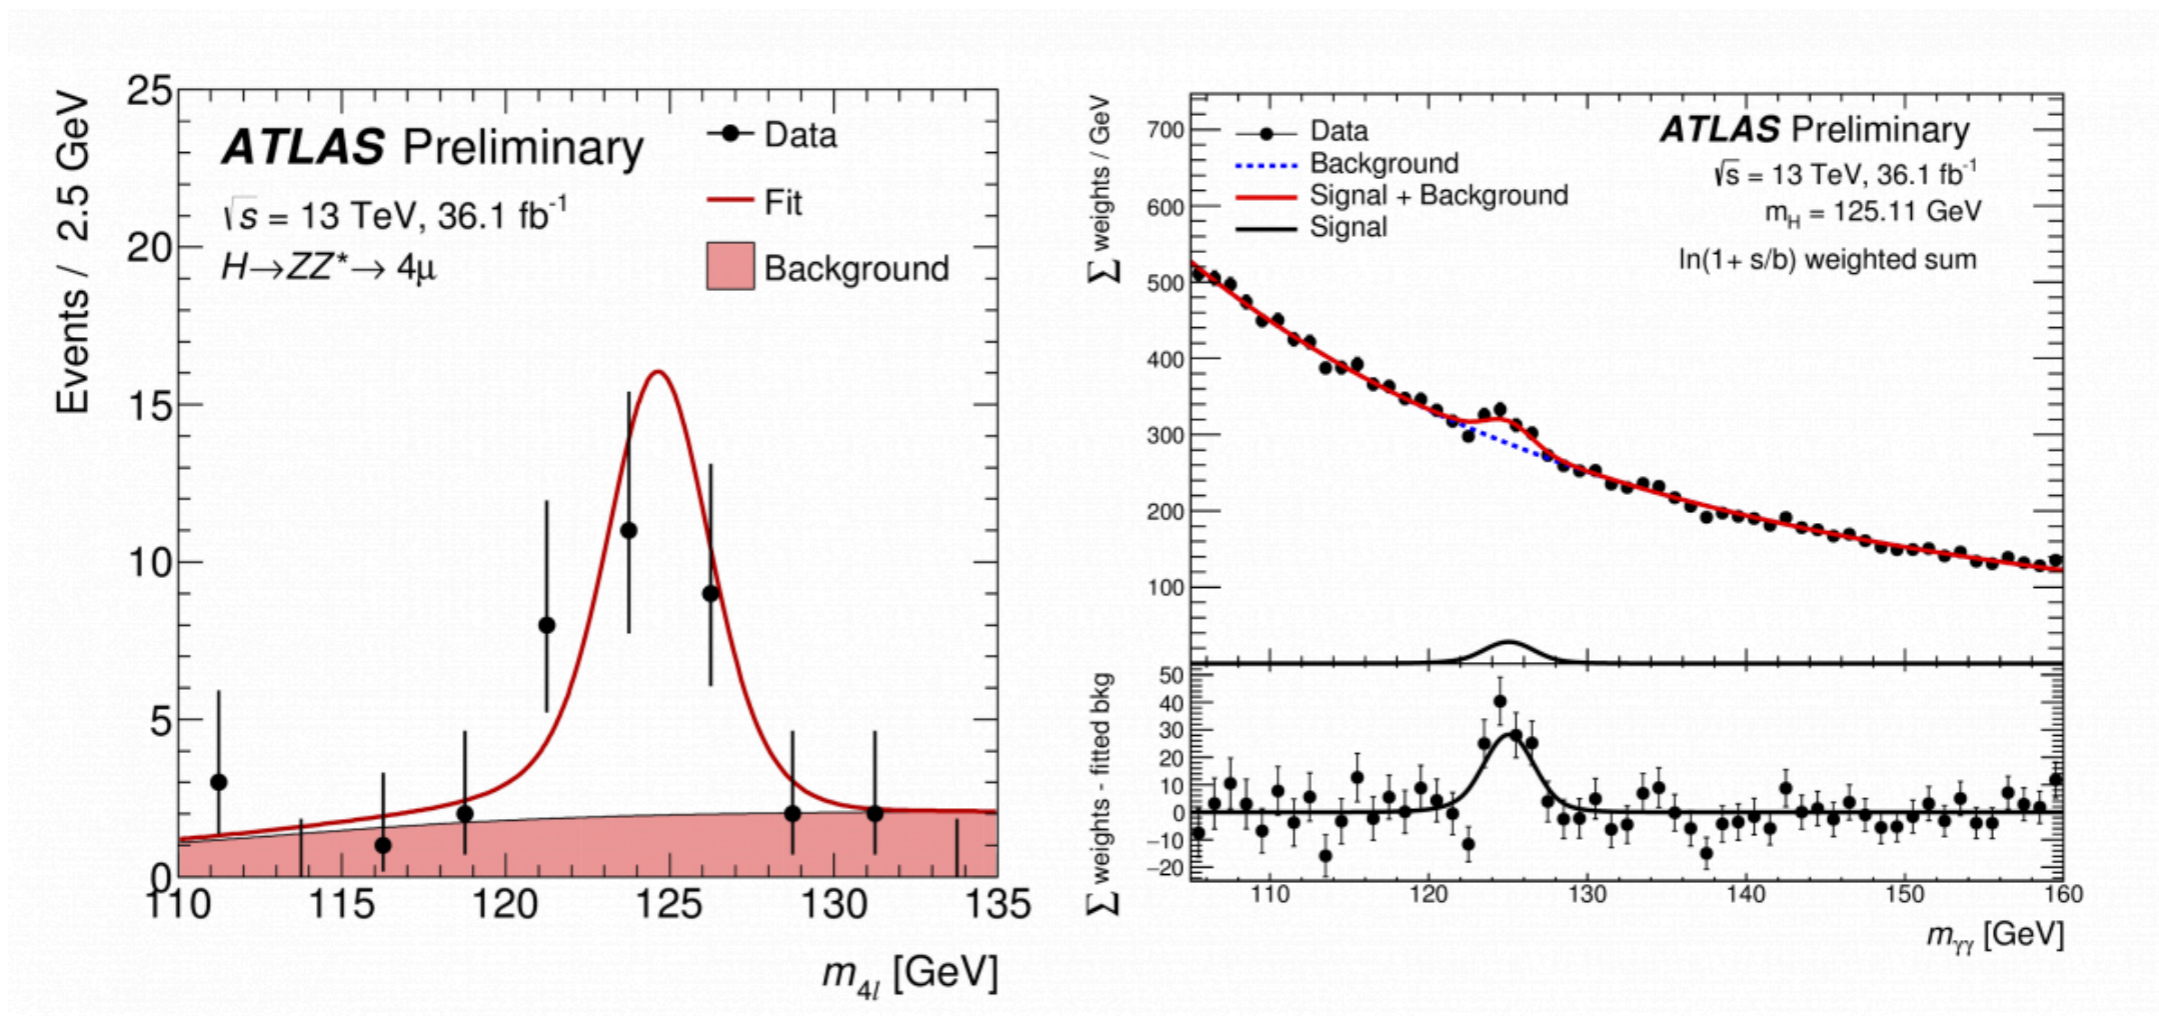 Events / 2.5 GeV
25
20
15
10
5
0
ATLAS Preliminary
√s = 13 TeV, 36.1 fb⁻¹
H→ZZ*→ 4μ
Data
Fit
Background
110 115 120 125 130 135
m₄ₗ [GeV]
∑ weights / GeV
700
600
500
400
300
200
100
Data
Background
Signal + Background
Signal
ATLAS Preliminary
√s = 13 TeV, 36.1 fb⁻¹
m_H = 125.11 GeV
ln(1+ s/b) weighted sum
∑ weights - fitted bkg
50
40
30
20
10
0
−10
−20
110 120 130 140 150 160
m_γγ [GeV]